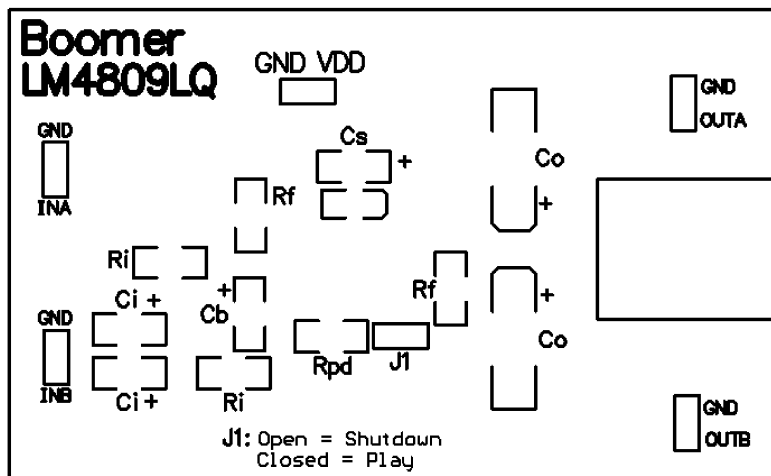 Boomer
LM4809LQ
GND VDD
GND
OUTA
GND
INA
Cs
+
Co
+
Rf
Ri
Ci +
+
Cb
Rf
+
Co
GND
INB
Ci +
Ri
Rpd
J1
GND
OUTB
J1: Open = Shutdown
Closed = Play